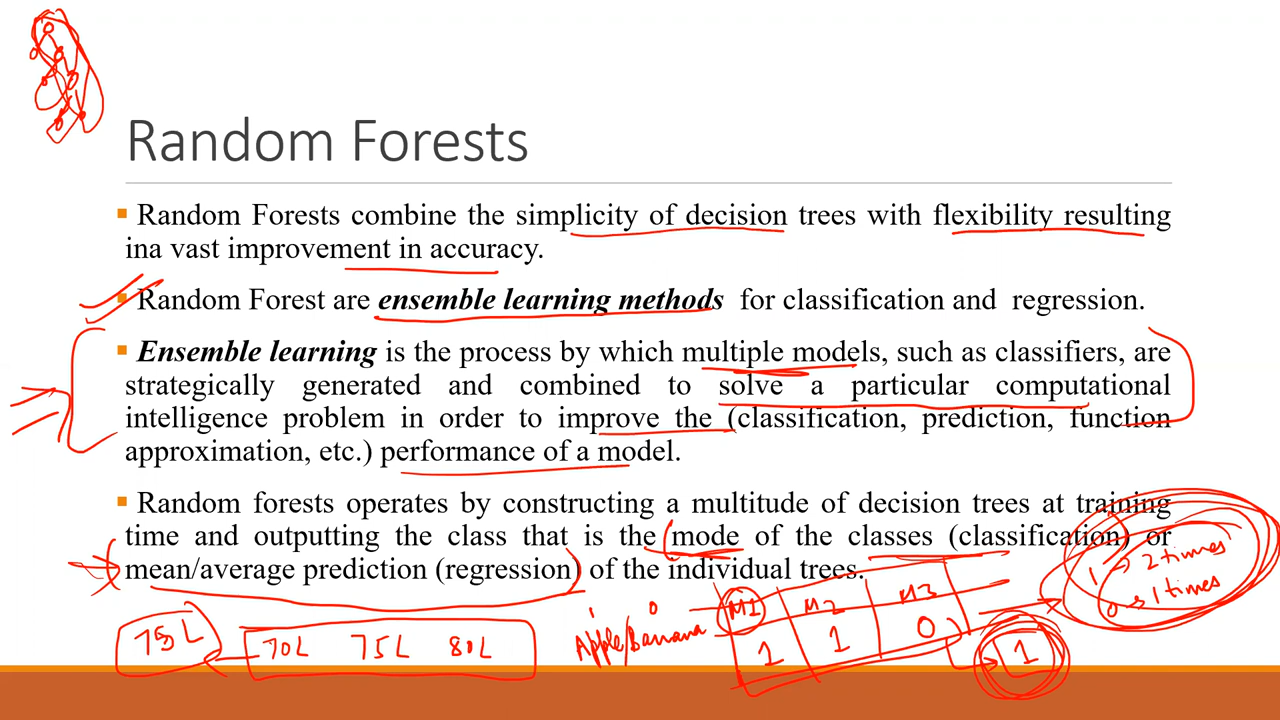 Random Forests
▪ Random Forests combine the simplicity of decision trees with flexibility resulting
ina vast improvement in accuracy.
▪ Random Forest are ensemble learning methods for classification and regression.
▪ Ensemble learning is the process by which multiple models, such as classifiers, are
strategically generated and combined to solve a particular computational
intelligence problem in order to improve the (classification, prediction, function
approximation, etc.) performance of a model.
▪ Random forests operates by constructing a multitude of decision trees at training
time and outputting the class that is the mode of the classes (classification) or
mean/average prediction (regression) of the individual trees.
1 → 2 times
0 → 1 times
1 0
M1 M2 M3
Apple/Banana
1 1 0
1
75L
70L 75L 80L